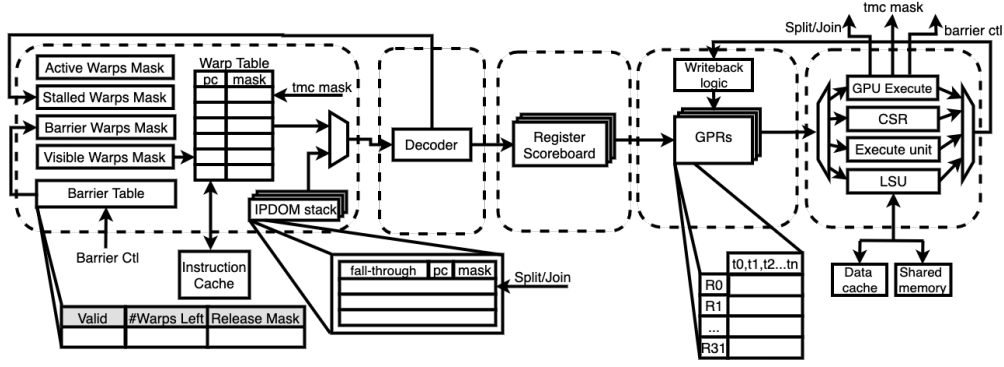 Split/Join
tmc mask
barrier ctl
Active Warps Mask
Stalled Warps Mask
Barrier Warps Mask
Visible Warps Mask
Barrier Table
Barrier Ctl
Warp Table
pc mask
tmc mask
IPDOM stack
Instruction
Cache
Decoder
Register
Scoreboard
Writeback
logic
GPRs
GPU Execute
CSR
Execute unit
LSU
Data
cache
Shared
memory
fall-through pc mask
Split/Join
Valid #Warps Left Release Mask
t0,t1,t2...tn
R0
R1
...
R31